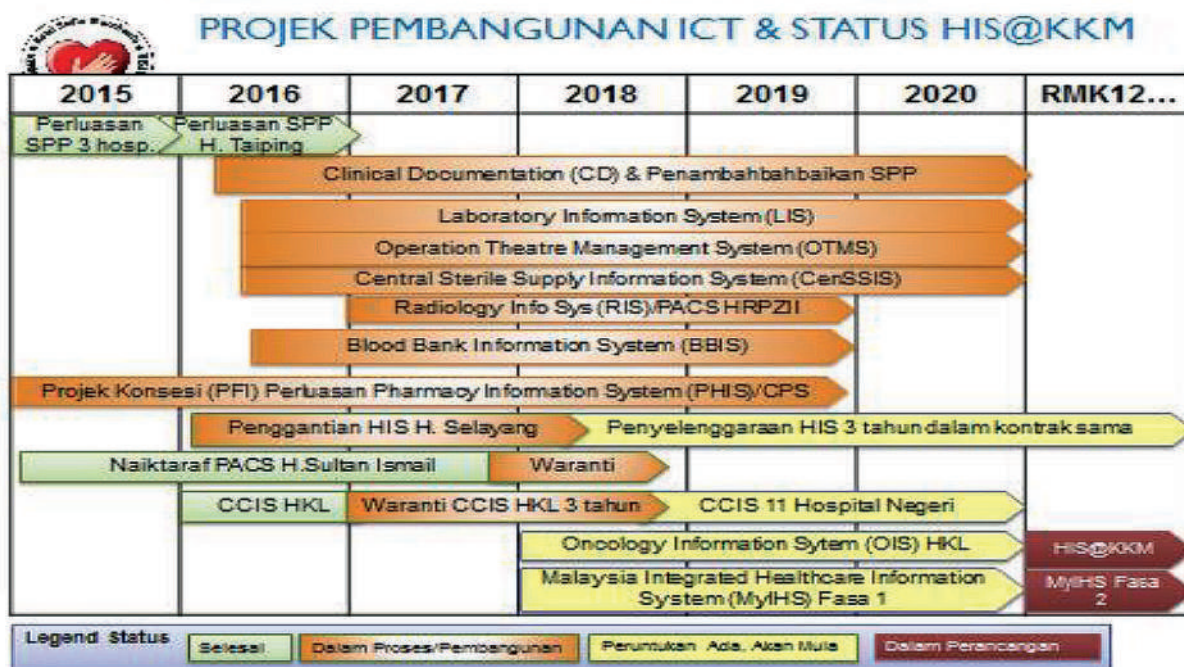 PROJEK PEMBANGUNAN ICT & STATUS HIS@KKM
2015 2016 2017 2018 2019 2020 RMK12...
Perluasan
SPP 3 hosp.
Perluasan SPP
H. Taiping
Clinical Documentation (CD) & Penambahbahbaikan SPP
Laboratory Information System (LIS)
Operation Theatre Management System (OTMS)
Central Sterile Supply Information System (CenSSIS)
Radiology Info Sys (RIS)/PACS HRPZII
Blood Bank Information System (BBIS)
Projek Konsesi (PFI) Perluasan Pharmacy Information System (PHIS)/CPS
Penggantian HIS H. Selayang Penyelenggaraan HIS 3 tahun dalam kontrak sama
Naiktaraf PACS H.Sultan Ismail Waranti
CCIS HKL Waranti CCIS HKL 3 tahun CCIS 11 Hospital Negeri
Oncology Information Sytem (OIS) HKL HIS@KKM
Malaysia Integrated Healthcare Information
System (MyIHS) Fasa 1
MyIHS Fasa
2
Legend Status Selesai Dalam Proses/Pembangunan Peruntukan Ada, Akan Mula Dalam Perancangan